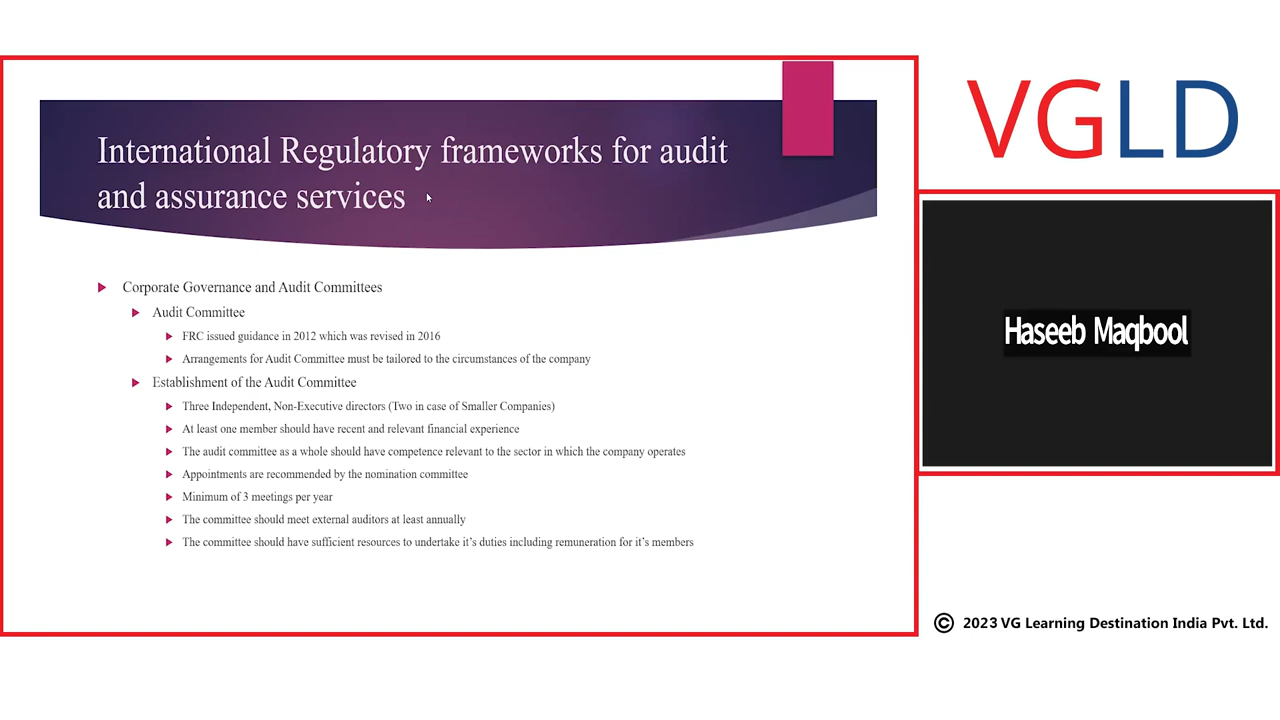 International Regulatory frameworks for audit
and assurance services
Corporate Governance and Audit Committees
Audit Committee
FRC issued guidance in 2012 which was revised in 2016
Arrangements for Audit Committee must be tailored to the circumstances of the company
Establishment of the Audit Committee
Three Independent, Non-Executive directors (Two in case of Smaller Companies)
At least one member should have recent and relevant financial experience
The audit committee as a whole should have competence relevant to the sector in which the company operates
Appointments are recommended by the nomination committee
Minimum of 3 meetings per year
The committee should meet external auditors at least annually
The committee should have sufficient resources to undertake it's duties including remuneration for it's members
VGLD
Haseeb Maqbool
© 2023 VG Learning Destination India Pvt. Ltd.